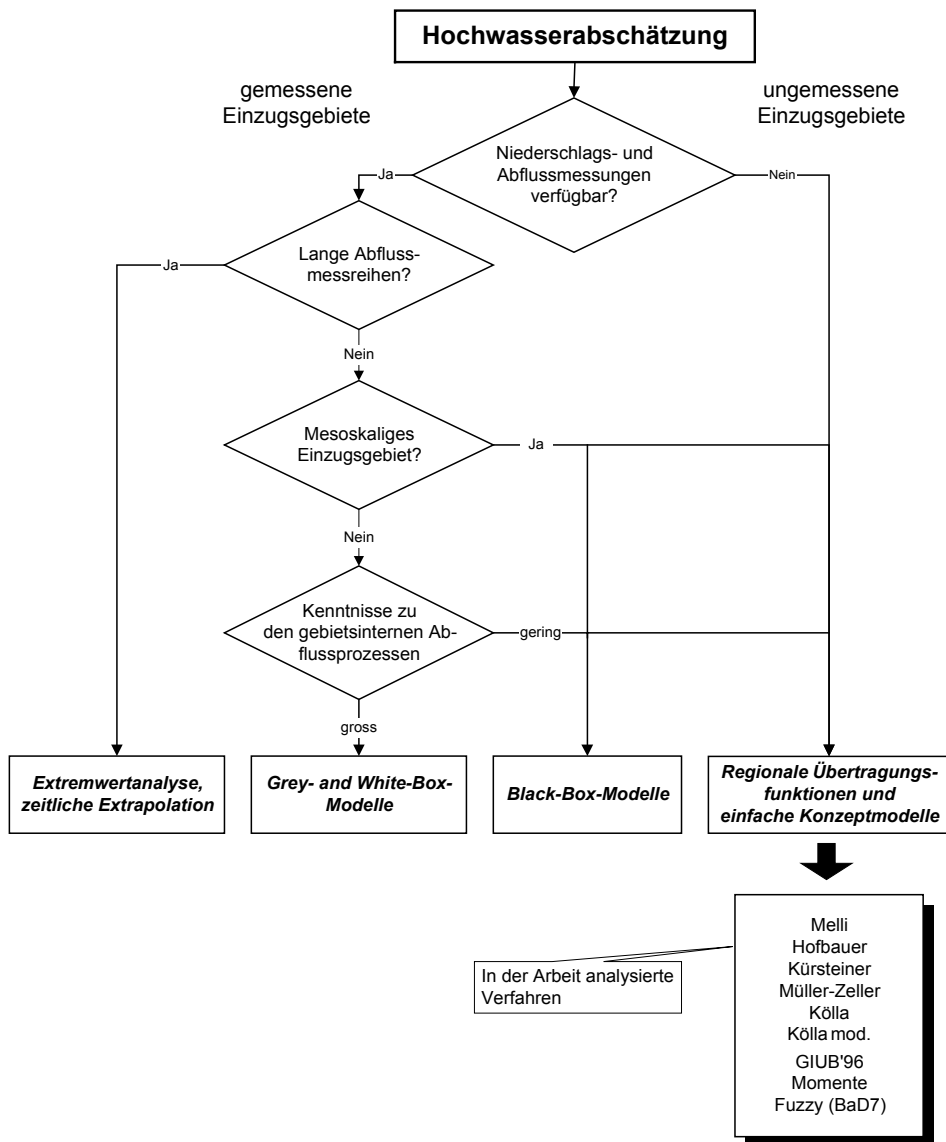 Hochwasserabschätzung
gemessene
Einzugsgebiete
ungemessene
Einzugsgebiete
Niederschlags- und
Abflussmessungen
verfügbar?
Ja
Nein
Lange Abfluss-
messreihen?
Ja
Nein
Mesoskaliges
Einzugsgebiet?
Ja
Nein
Kenntnisse zu
den gebietsinternen Ab-
flussprozessen
gering
gross
Extremwertanalyse,
zeitliche Extrapolation
Grey- and White-Box-
Modelle
Black-Box-Modelle
Regionale Übertragungs-
funktionen und
einfache Konzeptmodelle
In der Arbeit analysierte
Verfahren
Melli
Hofbauer
Kürsteiner
Müller-Zeller
Kölla
Kölla mod.
GIUB'96
Momente
Fuzzy (BaD7)